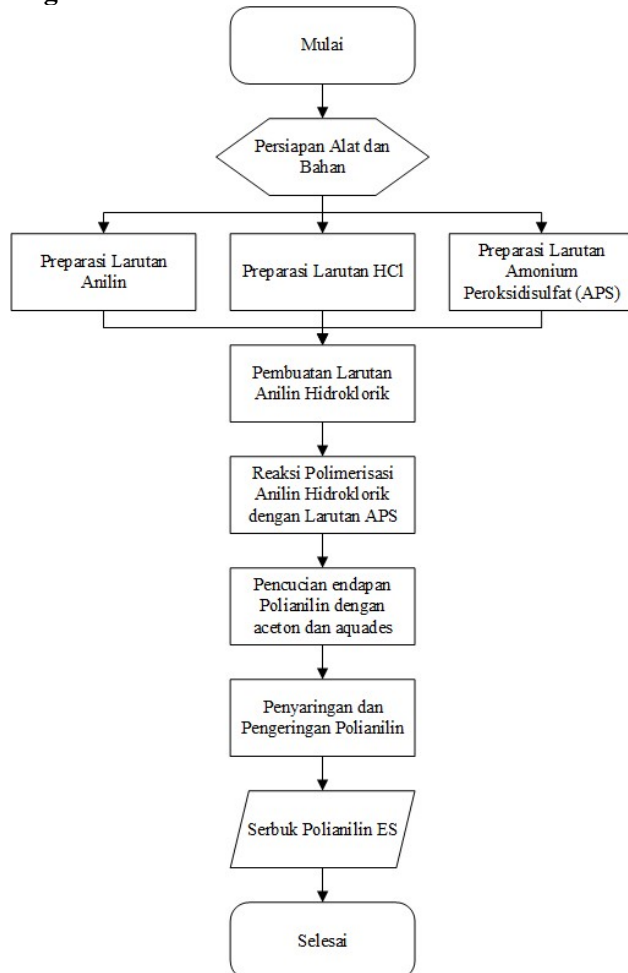 g
Mulai
Persiapan Alat dan
Bahan
Preparasi Larutan
Anilin
Preparasi Larutan HCl
Preparasi Larutan
Amonium
Peroksidisulfat (APS)
Pembuatan Larutan
Anilin Hidroklorik
Reaksi Polimerisasi
Anilin Hidroklorik
dengan Larutan APS
Pencucian endapan
Polianilin dengan
aceton dan aquades
Penyaringan dan
Pengeringan Polianilin
Serbuk Polianilin ES
Selesai